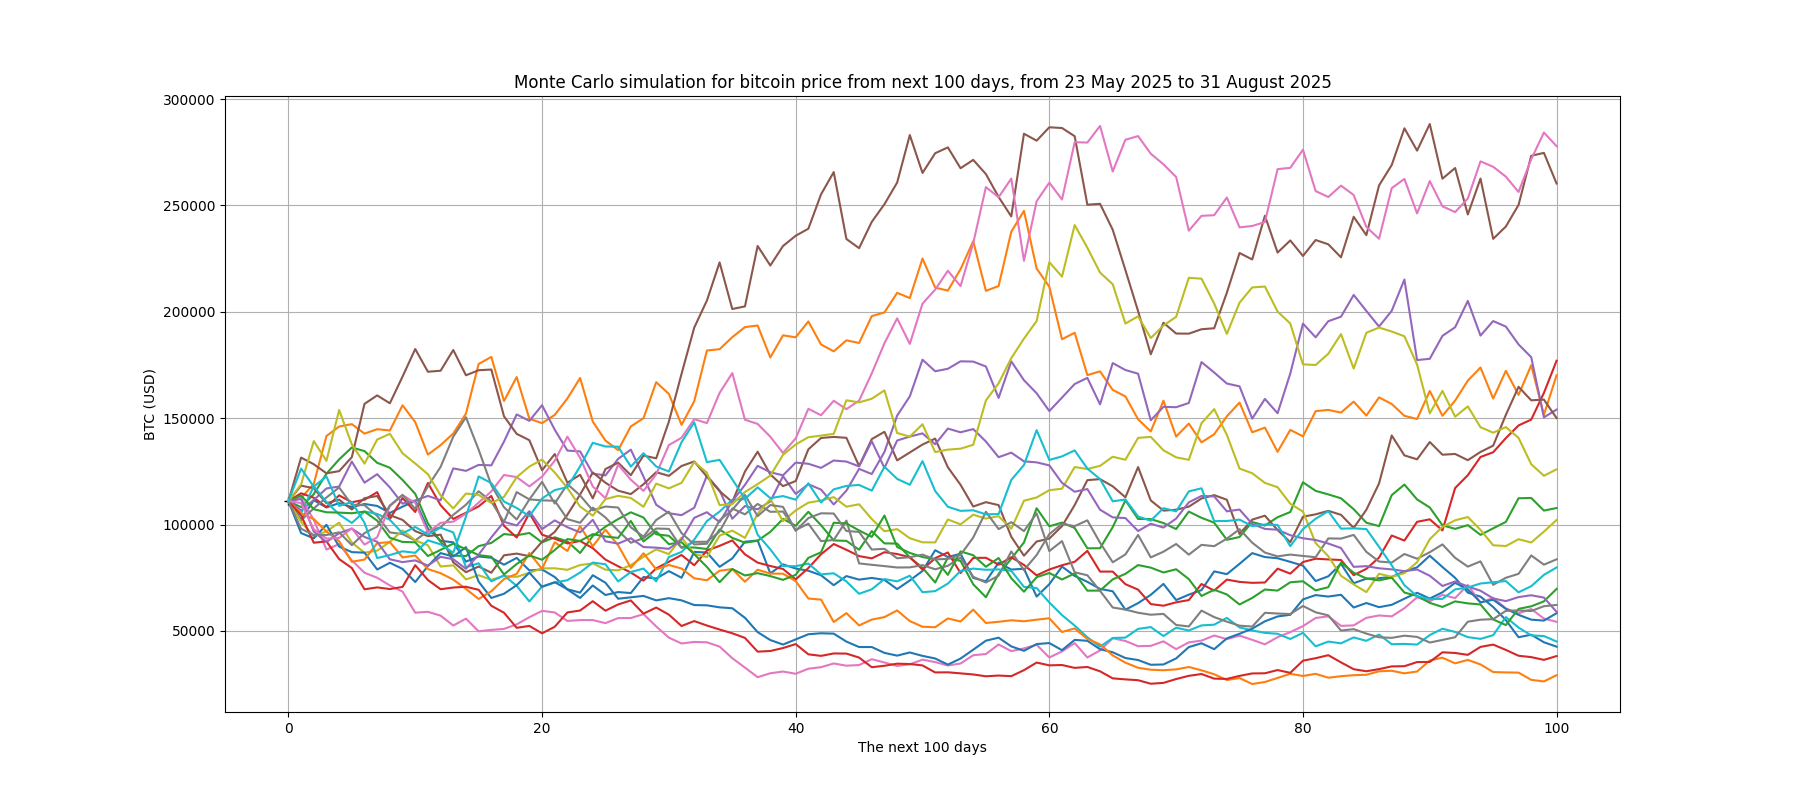 Monte Carlo simulation for bitcoin price from next 100 days, from 23 May 2025 to 31 August 2025
300000
250000
200000
150000
100000
50000
BTC (USD)
0 20 40 60 80 100
The next 100 days